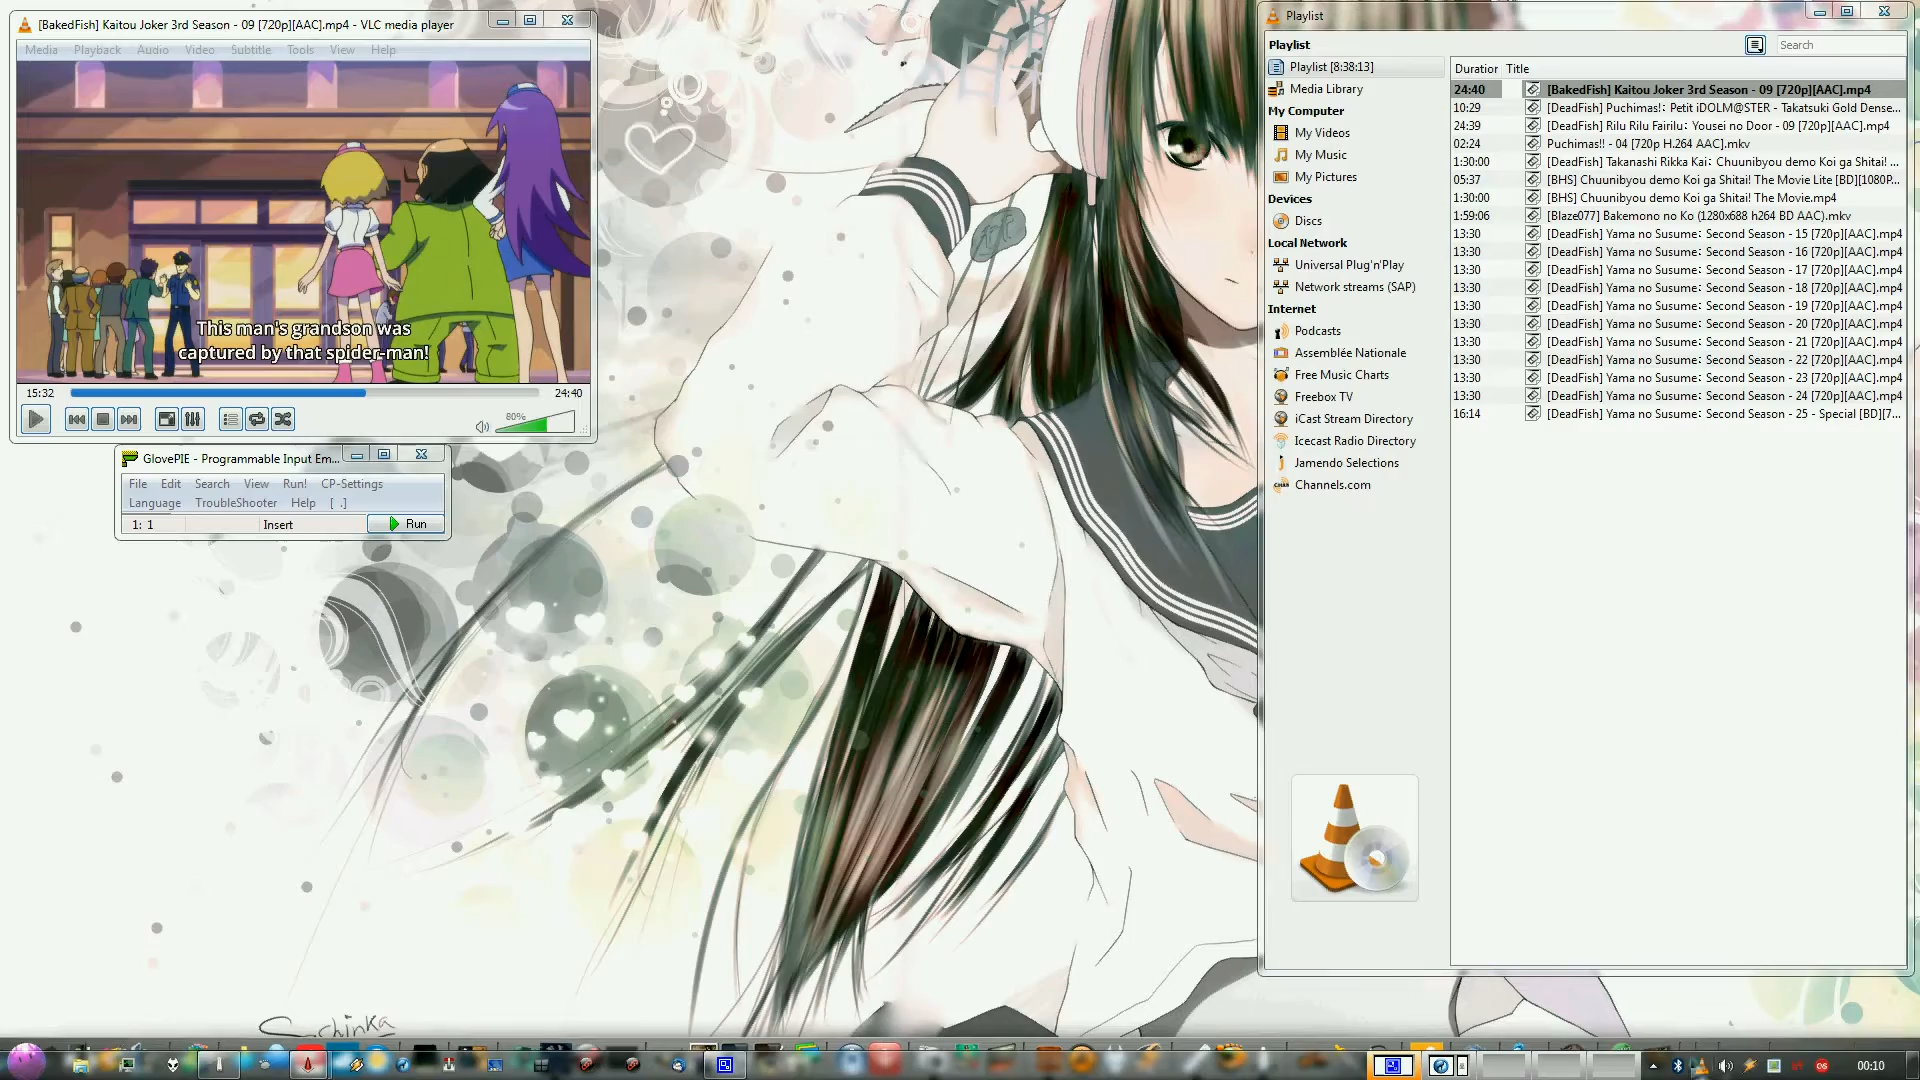 [BakedFish] Kaitou Joker 3rd Season - 09 [720p][AAC].mp4 - VLC media player
Media Playback Audio Video Subtitle Tools View Help
This man's grandson was
captured by that spider-man!
15:32 24:40
80%
GlovePIE - Programmable Input Em...
File Edit Search View Run! CP-Settings
Language TroubleShooter Help [ .]
1: 1 Insert Run
Playlist
Playlist
Search
Playlist [8:38:13]
Media Library
My Computer
My Videos
My Music
My Pictures
Devices
Discs
Local Network
Universal Plug'n'Play
Network streams (SAP)
Internet
Podcasts
Assemblée Nationale
Free Music Charts
Freebox TV
iCast Stream Directory
Icecast Radio Directory
Jamendo Selections
Channels.com
Duration Title
24:40 [BakedFish] Kaitou Joker 3rd Season - 09 [720p][AAC].mp4
10:29 [DeadFish] Puchimas!: Petit iDOLM@STER - Takatsuki Gold Dense...
24:39 [DeadFish] Rilu Rilu Fairilu: Yousei no Door - 09 [720p][AAC].mp4
02:24 Puchimas!! - 04 [720p H.264 AAC].mkv
1:30:00 [DeadFish] Takanashi Rikka Kai: Chuunibyou demo Koi ga Shitai! ...
05:37 [BHS] Chuunibyou demo Koi ga Shitai! The Movie Lite [BD][1080P...
1:30:00 [BHS] Chuunibyou demo Koi ga Shitai! The Movie.mp4
1:59:06 [Blaze077] Bakemono no Ko (1280x688 h264 BD AAC).mkv
13:30 [DeadFish] Yama no Susume: Second Season - 15 [720p][AAC].mp4
13:30 [DeadFish] Yama no Susume: Second Season - 16 [720p][AAC].mp4
13:30 [DeadFish] Yama no Susume: Second Season - 17 [720p][AAC].mp4
13:30 [DeadFish] Yama no Susume: Second Season - 18 [720p][AAC].mp4
13:30 [DeadFish] Yama no Susume: Second Season - 19 [720p][AAC].mp4
13:30 [DeadFish] Yama no Susume: Second Season - 20 [720p][AAC].mp4
13:30 [DeadFish] Yama no Susume: Second Season - 21 [720p][AAC].mp4
13:30 [DeadFish] Yama no Susume: Second Season - 22 [720p][AAC].mp4
13:30 [DeadFish] Yama no Susume: Second Season - 23 [720p][AAC].mp4
13:30 [DeadFish] Yama no Susume: Second Season - 24 [720p][AAC].mp4
16:14 [DeadFish] Yama no Susume: Second Season - 25 - Special [BD][7...
00:10